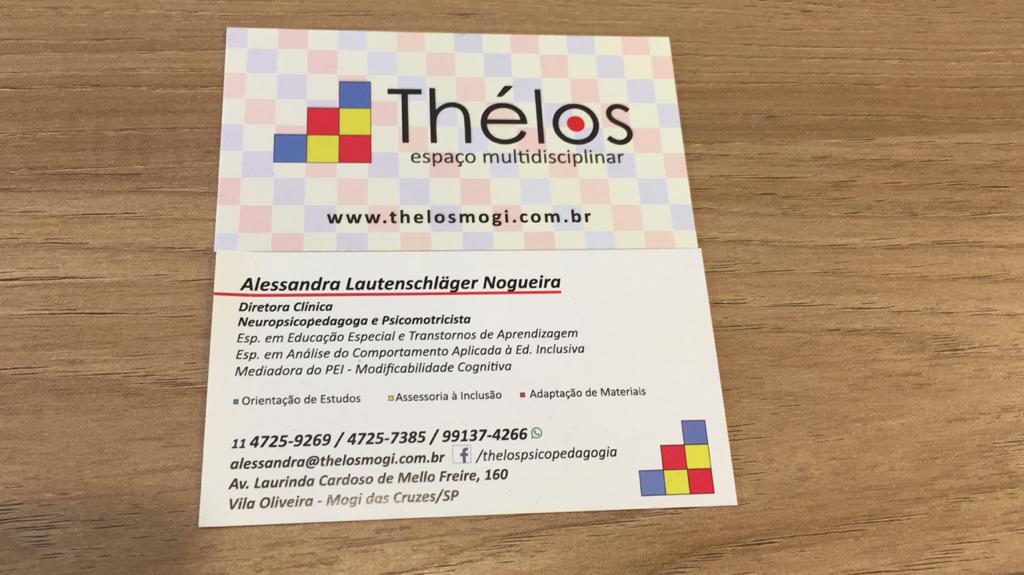 Thélos
espaço multidisciplinar
www.thelosmogi.com.br
Alessandra Lautenschläger Nogueira
Diretora Clínica
Neuropsicopedagoga e Psicomotricista
Esp. em Educação Especial e Transtornos de Aprendizagem
Esp. em Análise do Comportamento Aplicada à Ed. Inclusiva
Mediadora do PEI - Modificabilidade Cognitiva
Orientação de Estudos Assessoria à Inclusão Adaptação de Materiais
11 4725-9269 / 4725-7385 / 99137-4266
alessandra@thelosmogi.com.br f /thelospsicopedagogia
Av. Laurinda Cardoso de Mello Freire, 160
Vila Oliveira - Mogi das Cruzes/SP